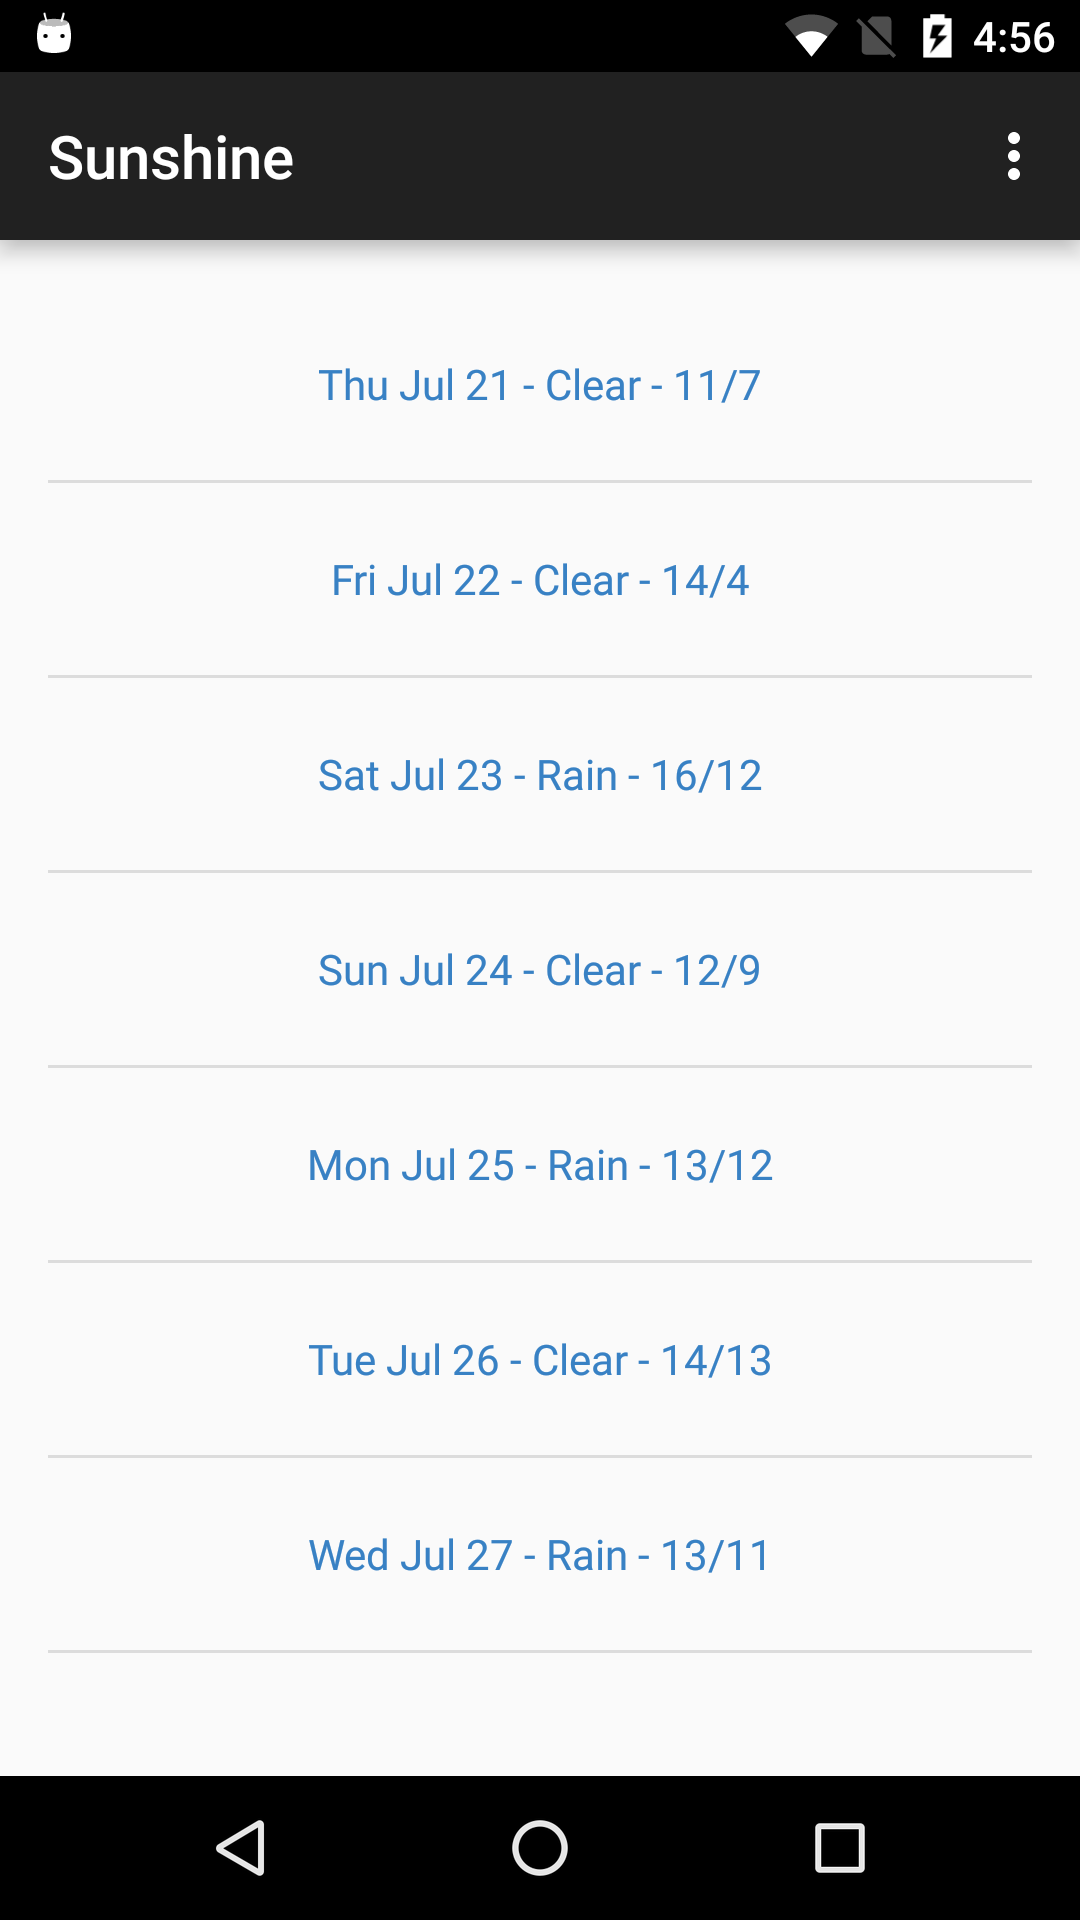 4:56
Sunshine
Thu Jul 21 - Clear - 11/7
Fri Jul 22 - Clear - 14/4
Sat Jul 23 - Rain - 16/12
Sun Jul 24 - Clear - 12/9
Mon Jul 25 - Rain - 13/12
Tue Jul 26 - Clear - 14/13
Wed Jul 27 - Rain - 13/11